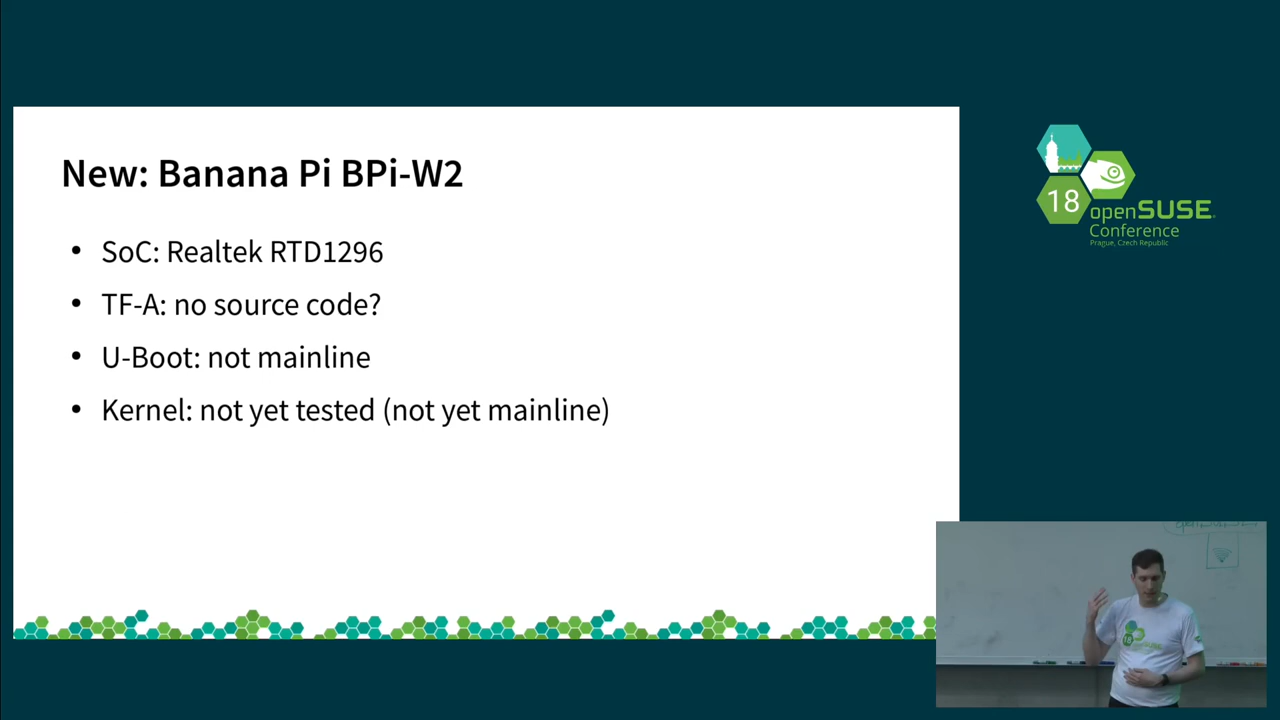 New: Banana Pi BPi-W2
• SoC: Realtek RTD1296
• TF-A: no source code?
• U-Boot: not mainline
• Kernel: not yet tested (not yet mainline)
18
openSUSE
Conference
Prague, Czech Republic
18